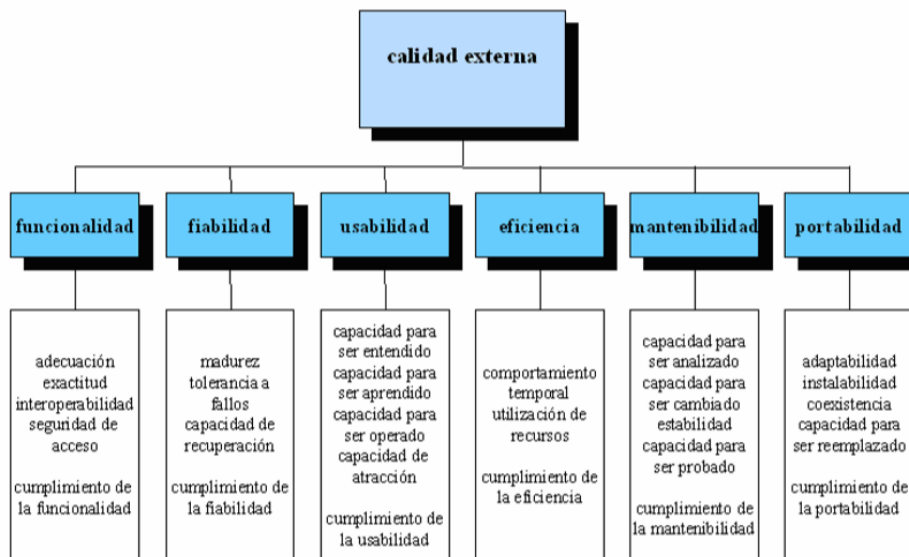 calidad externa
funcionalidad
fiabilidad
usabilidad
eficiencia
mantenibilidad
portabilidad
adecuación
exactitud
interoperabilidad
seguridad de
acceso
cumplimiento de
la funcionalidad
madurez
tolerancia a
fallos
capacidad de
recuperación
cumplimiento de
la fiabilidad
capacidad para
ser entendido
capacidad para
ser aprendido
capacidad para
ser operado
capacidad de
atracción
cumplimiento de
la usabilidad
comportamiento
temporal
utilización de
recursos
cumplimiento de
la eficiencia
capacidad para
ser analizado
capacidad para
ser cambiado
estabilidad
capacidad para
ser probado
cumplimiento de
la mantenibilidad
adaptabilidad
instalabilidad
coexistencia
capacidad para
ser reemplazado
cumplimiento de
la portabilidad